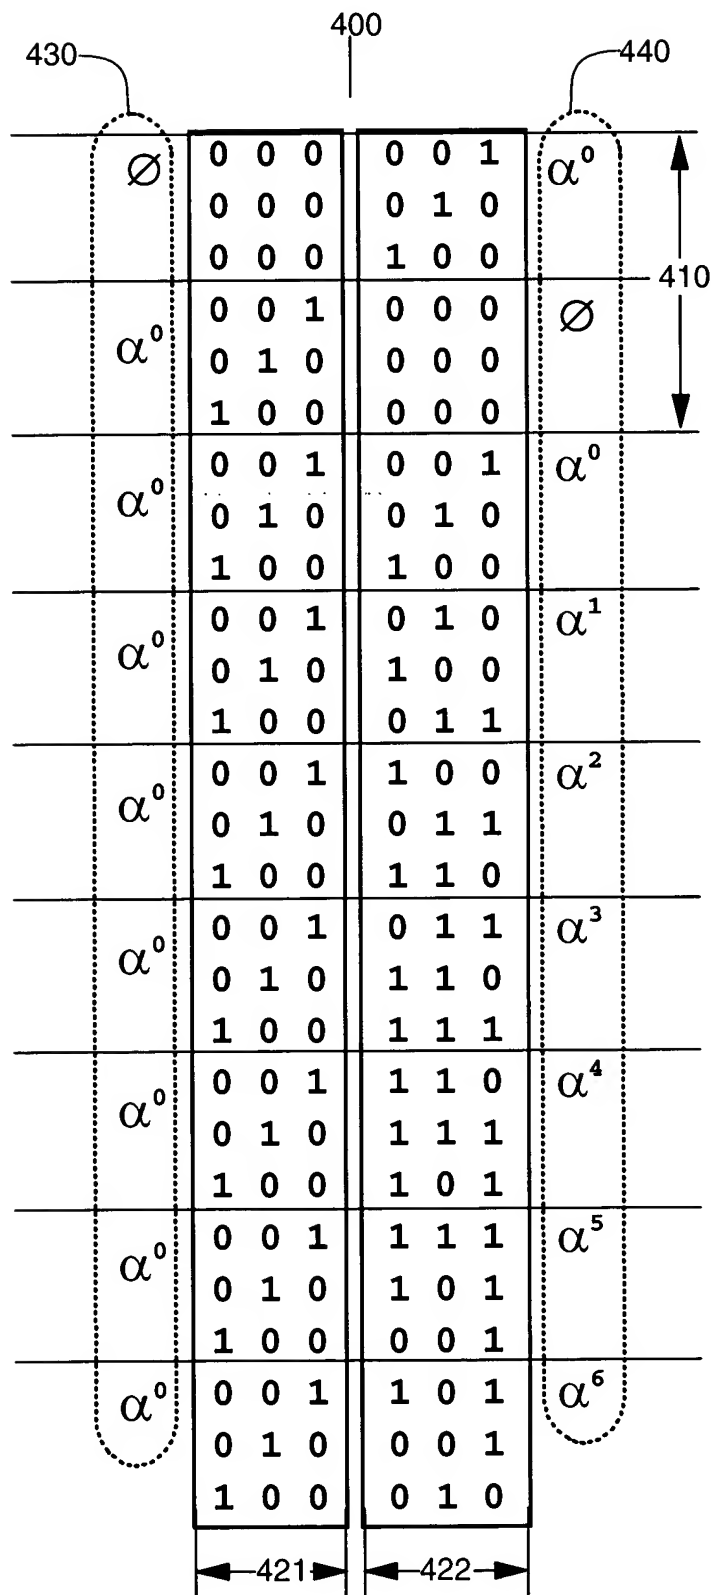 400
430 440
∅ 0 0 0 0 0 1 α⁰
0 0 0 0 1 0
0 0 0 1 0 0
410
0 0 1 0 0 0 ∅
α⁰ 0 1 0 0 0 0
1 0 0 0 0 0
0 0 1 0 0 1 α⁰
α⁰ 0 1 0 0 1 0
1 0 0 1 0 0
0 0 1 0 1 0 α¹
α⁰ 0 1 0 1 0 0
1 0 0 0 1 1
0 0 1 1 0 0 α²
α⁰ 0 1 0 0 1 1
1 0 0 1 1 0
0 0 1 0 1 1 α³
α⁰ 0 1 0 1 1 0
1 0 0 1 1 1
0 0 1 1 1 0 α⁴
α⁰ 0 1 0 1 1 1
1 0 0 1 0 1
0 0 1 1 1 1 α⁵
α⁰ 0 1 0 1 0 1
1 0 0 0 0 1
α⁰ 0 0 1 1 0 1 α⁶
0 1 0 0 0 1
1 0 0 0 1 0
421 422